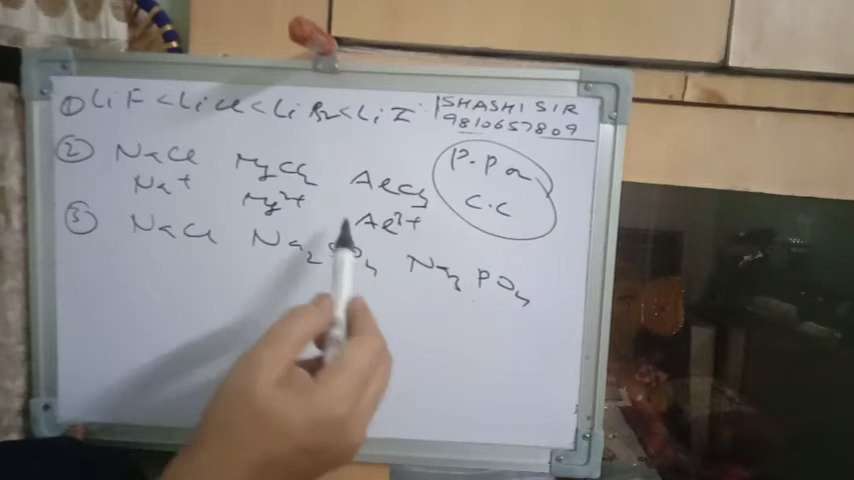 ① LiF < LiCl < LiBr < LiI
SHASHI SIR
9810657809
② NaCl MgCl2 AlCl3
Na+ Mg2+ Al3+
P.Pa
C.C
③ NaCl Na2SO4 Na3PO4